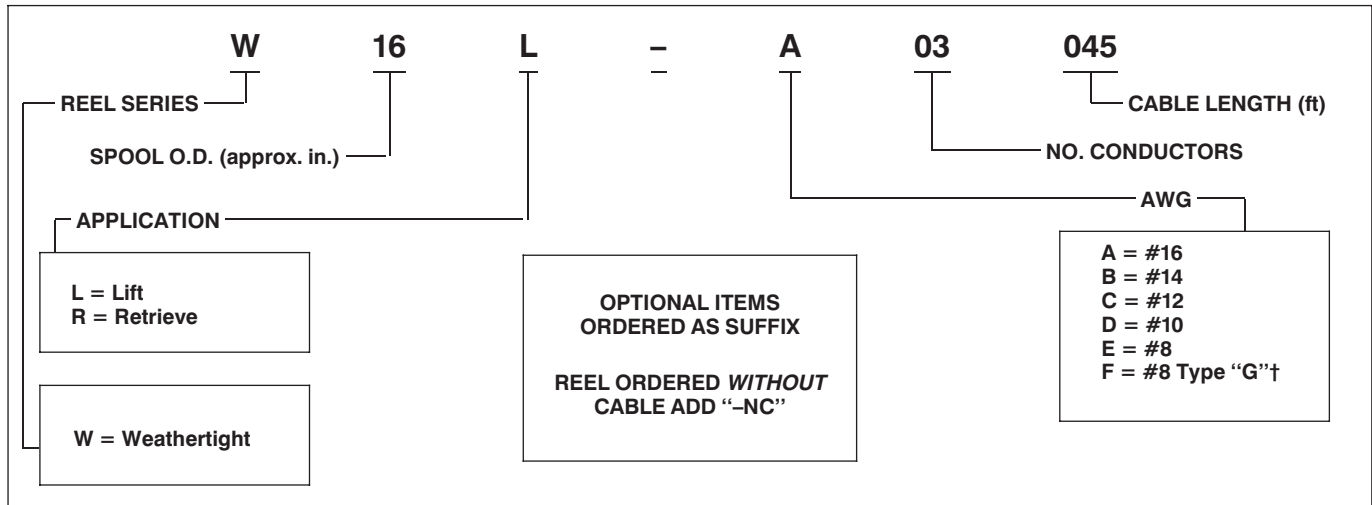 W 16 L – A 03 045
REEL SERIES
CABLE LENGTH (ft)
SPOOL O.D. (approx. in.)
NO. CONDUCTORS
APPLICATION
AWG
L = Lift
R = Retrieve
W = Weathertight
OPTIONAL ITEMS
ORDERED AS SUFFIX
REEL ORDERED WITHOUT
CABLE ADD “–NC”
A = #16
B = #14
C = #12
D = #10
E = #8
F = #8 Type “G”†